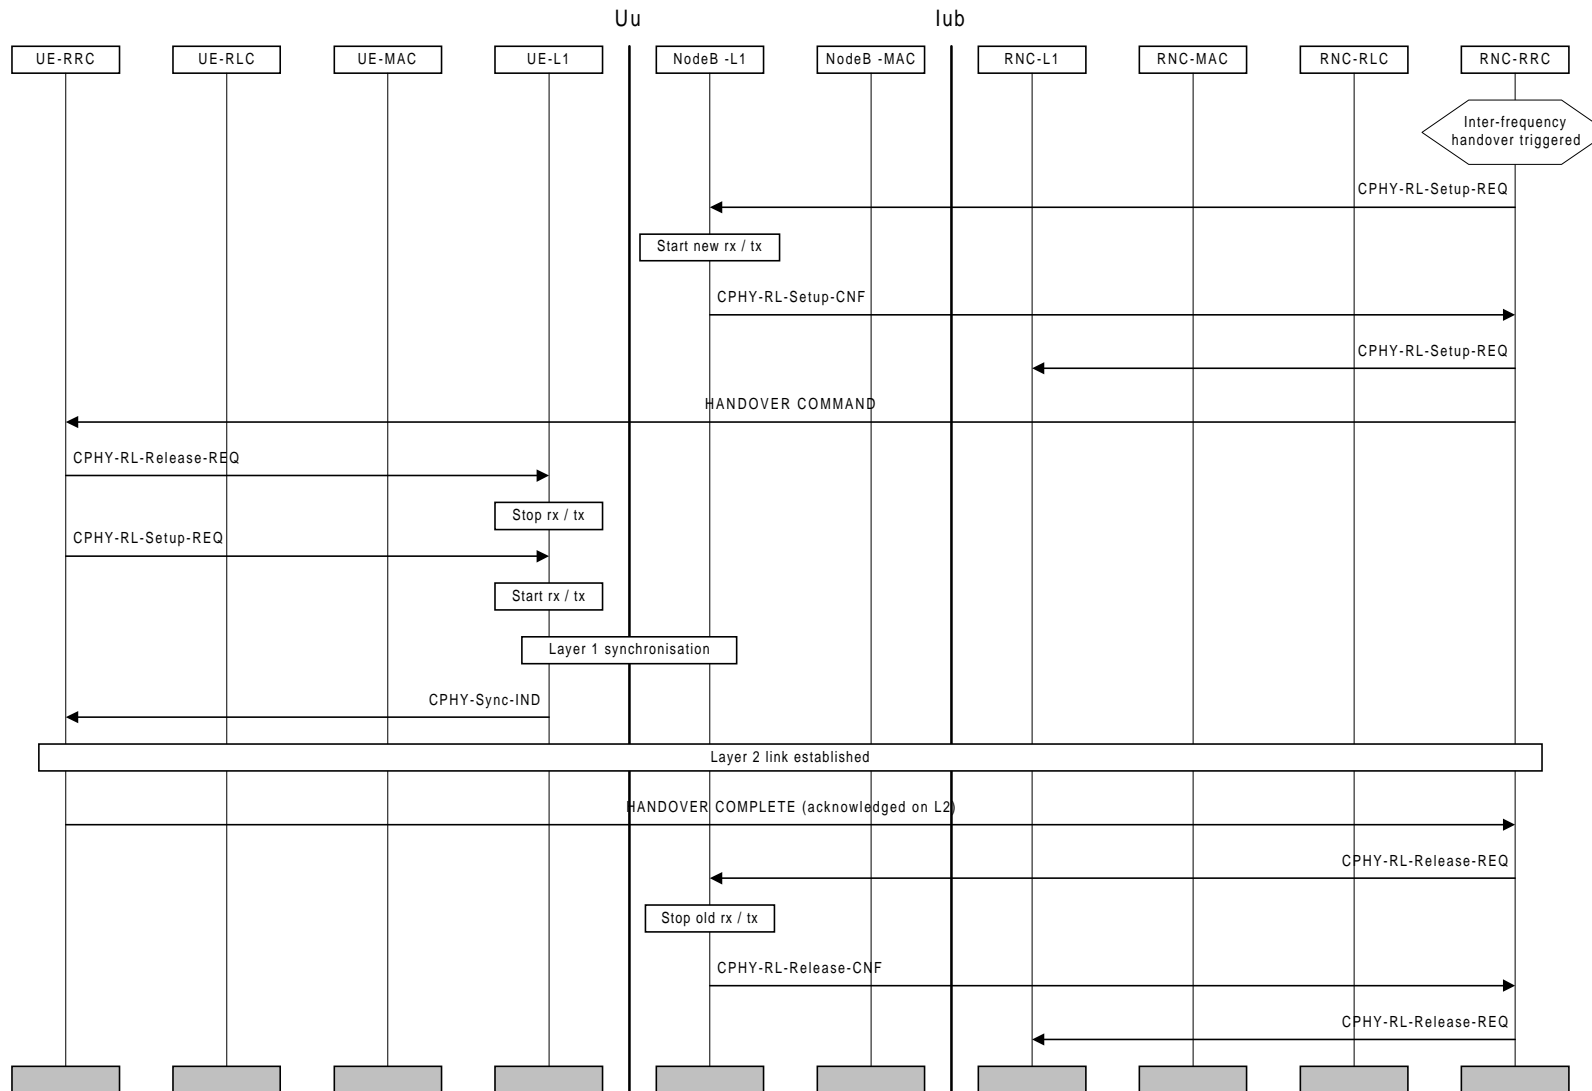 Uu Iub
UE-RRC UE-RLC UE-MAC UE-L1 NodeB -L1 NodeB -MAC RNC-L1 RNC-MAC RNC-RLC RNC-RRC
Inter-frequency
handover triggered
CPHY-RL-Setup-REQ
Start new rx / tx
CPHY-RL-Setup-CNF
CPHY-RL-Setup-REQ
HANDOVER COMMAND
CPHY-RL-Release-REQ
Stop rx / tx
CPHY-RL-Setup-REQ
Start rx / tx
Layer 1 synchronisation
CPHY-Sync-IND
Layer 2 link established
HANDOVER COMPLETE (acknowledged on L2)
CPHY-RL-Release-REQ
Stop old rx / tx
CPHY-RL-Release-CNF
CPHY-RL-Release-REQ